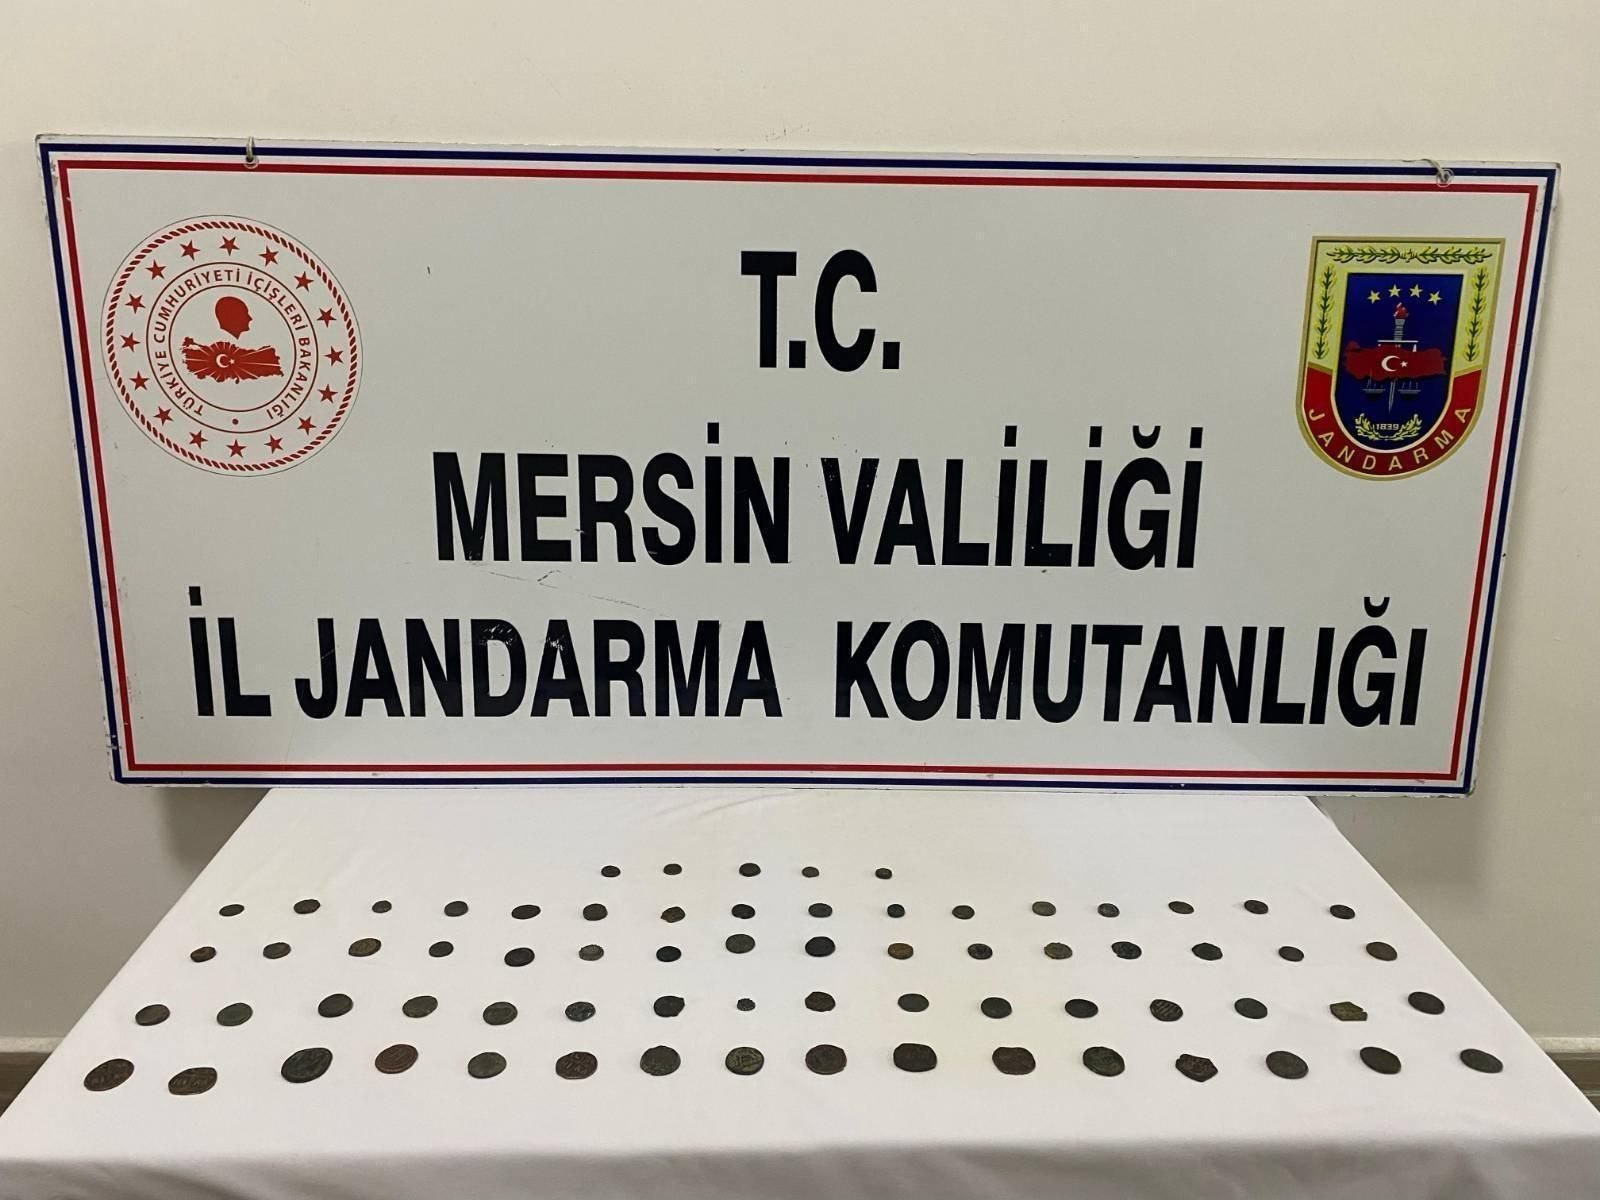 T.C.
MERSİN VALİLİĞİ
İL JANDARMA KOMUTANLIĞI
TÜRKİYE CUMHURİYETİ İÇİŞLERİ BAKANLIĞI
1839
JANDARMA